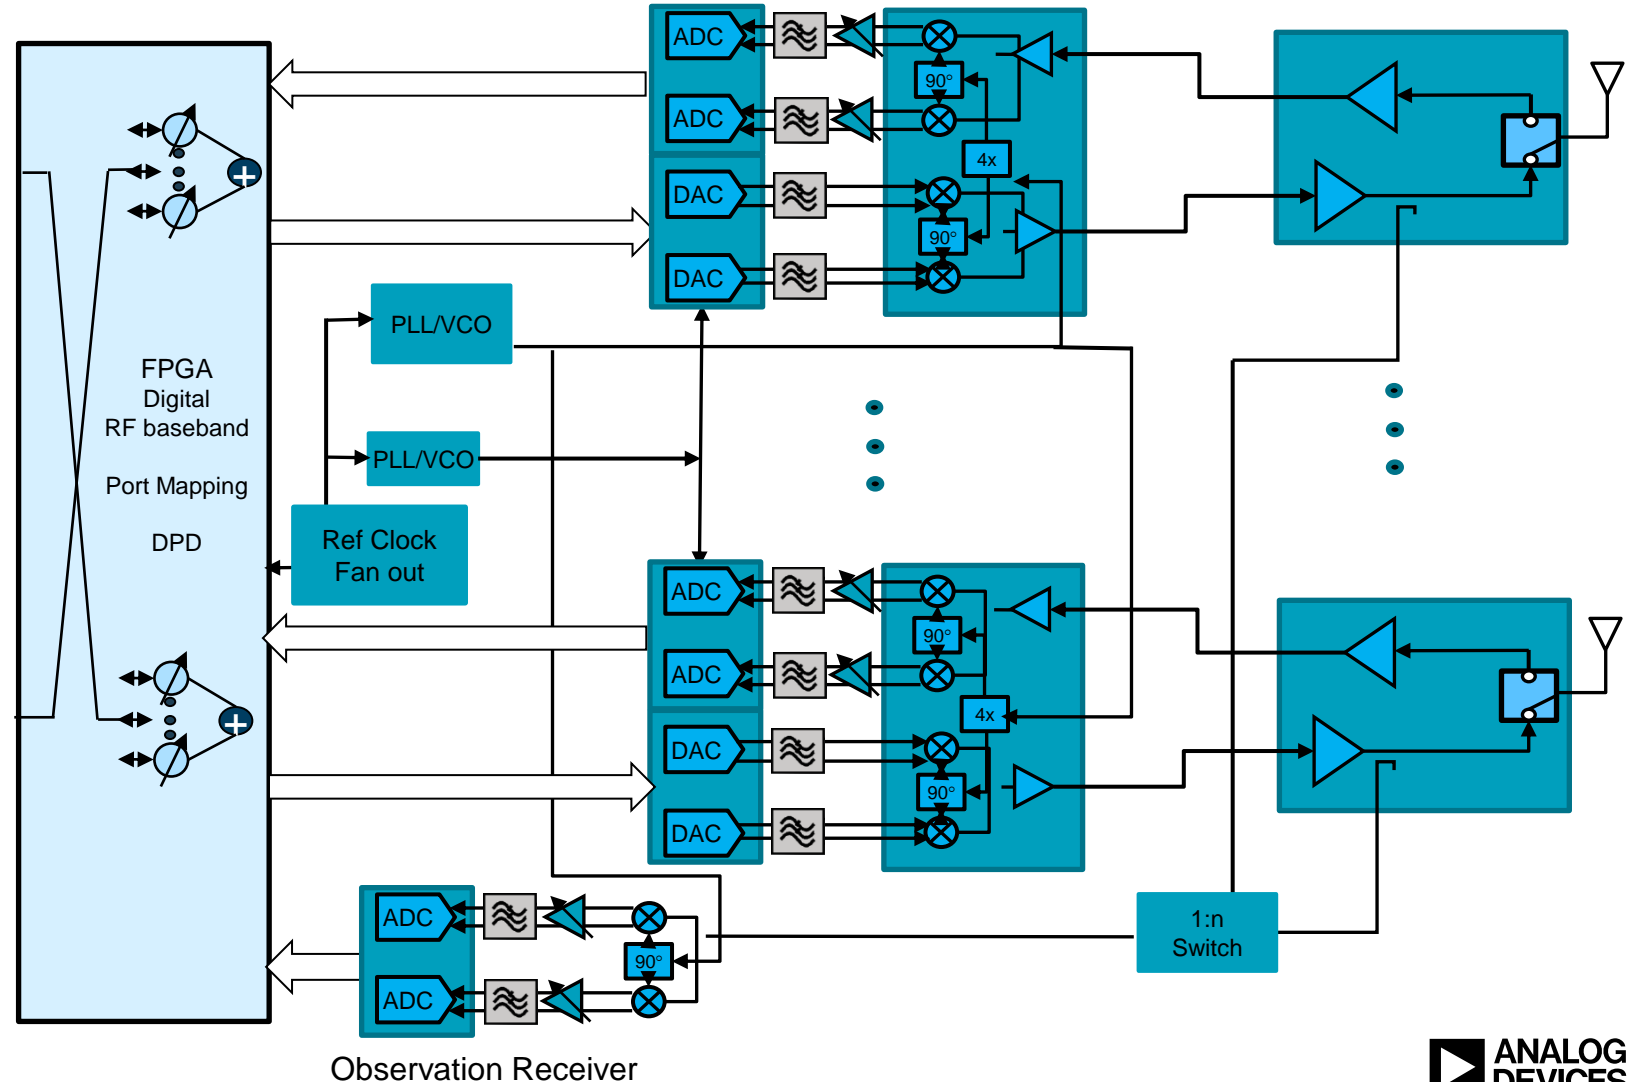 ADC
90°
ADC
4x
DAC
90°
DAC
PLL/VCO
FPGA
Digital
RF baseband
Port Mapping
DPD
PLL/VCO
Ref Clock
Fan out
ADC
90°
ADC
4x
DAC
90°
DAC
ADC
90°
ADC
1:n
Switch
Observation Receiver
ANALOG
DEVICES